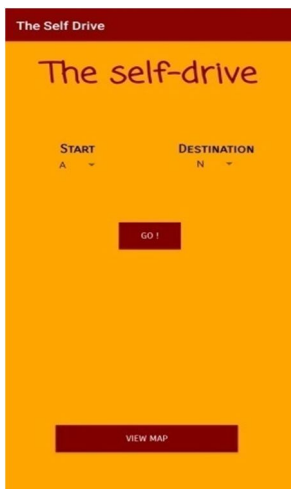 The Self Drive
The self-drive
START DESTINATION
A N
GO !
VIEW MAP